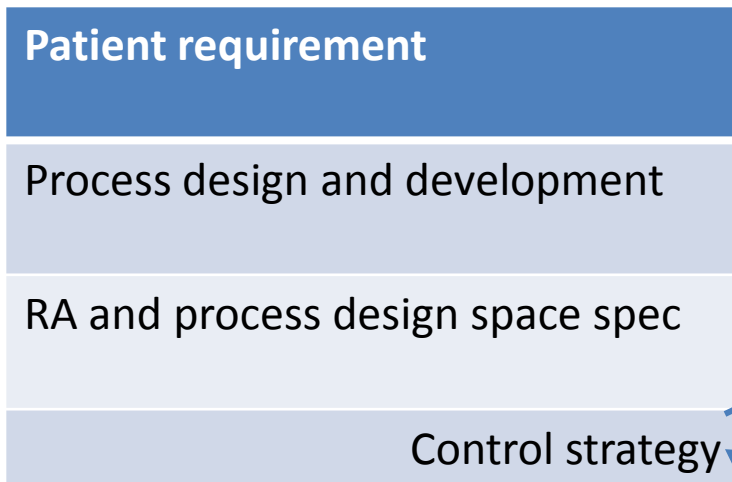 Patient requirement
Process design and development
RA and process design space spec
Control strategy